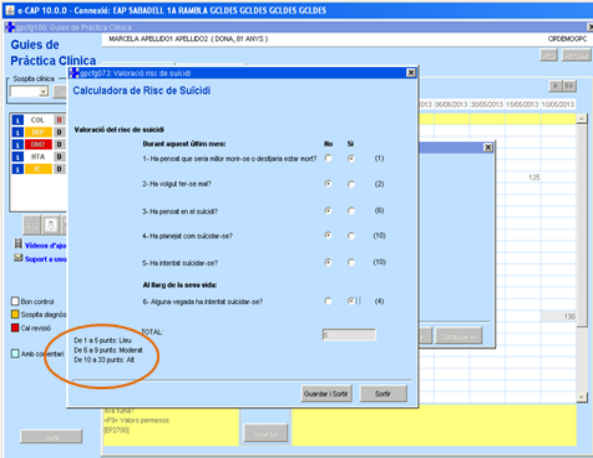 e-CAP 10.0.0 - Connexió: EAP SABADELL 1A RAMBLA GCLDES GCLDES GCLDES GCLDES
gpcfg100: Guies de Pràctica Clínica
Guies de
Pràctica Clínica
MARCELA APELLIDO1 APELLIDO2 ( DONA, 81 ANYS )
CIPDEMOGPC
Sospita clínica
2013 06/06/2013 30/05/2013 15/05/2013 10/05/2013
i COL D
i DEP D
i DM2 D
i HTA D
i IC D
125
130
Vídeos d'aju
Suport a usu
Bon control
Sospita diagnòs
Cal revisió
Amb comentari
gpcfg073: Valoració risc de suïcidi
Calculadora de Risc de Suïcidi
Valoració del risc de suïcidi
Durant aquest últim mes: No Si
1- Ha pensat que seria millor morir-se o desitjaria estar mort? (1)
2- Ha volgut fer-se mal? (2)
3- Ha pensat en el suïcidi? (6)
4- Ha planejat com suïcidar-se? (10)
5- Ha intentat suïcidar-se? (10)
Al llarg de la seva vida:
6- Alguna vegada ha intentat suïcidar-se? (4)
TOTAL: 5
De 1 a 5 punts: Lleu
De 6 a 9 punts: Moderat
De 10 a 33 punts: Alt
Guardar i Sortir Sortir
Continuar >>
Ara fuma?
<F9> Valors permesos
[EP2700]
Sortir
Guardar